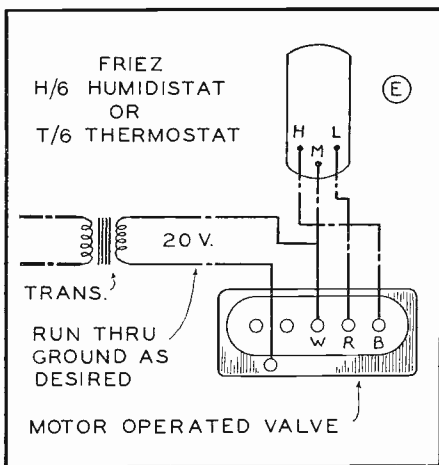 FRIEZ
H/6 HUMIDISTAT
OR
T/6 THERMOSTAT
E
H
L
M
20 V.
TRANS.
RUN THRU
GROUND AS
DESIRED
W R B
MOTOR OPERATED VALVE